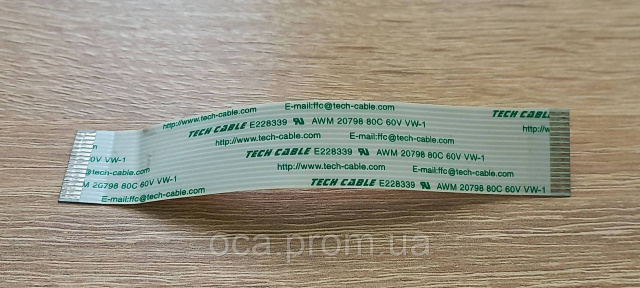 E-mail:ffc@tech-cable.com TECH CABL
http://www.tech-cable.com TECH CABLE E228339 AWM 20798 80C 60V VW-1 http://w
http://www.tech-cable.com E-mail:ffc@tech-cable.com
0V VW-1 TECH CABLE E228339 AWM 20798 80C 60V VW-1
ffc@tech-cable.com http://www.tech-cable.com E-mail:ffc@tech-cable.com
M 20798 80C 60V VW-1 TECH CABLE E228339 AWM 20798 80C 60V VW-1
E-mail:ffc@tech-cable.com
oca.prom.ua